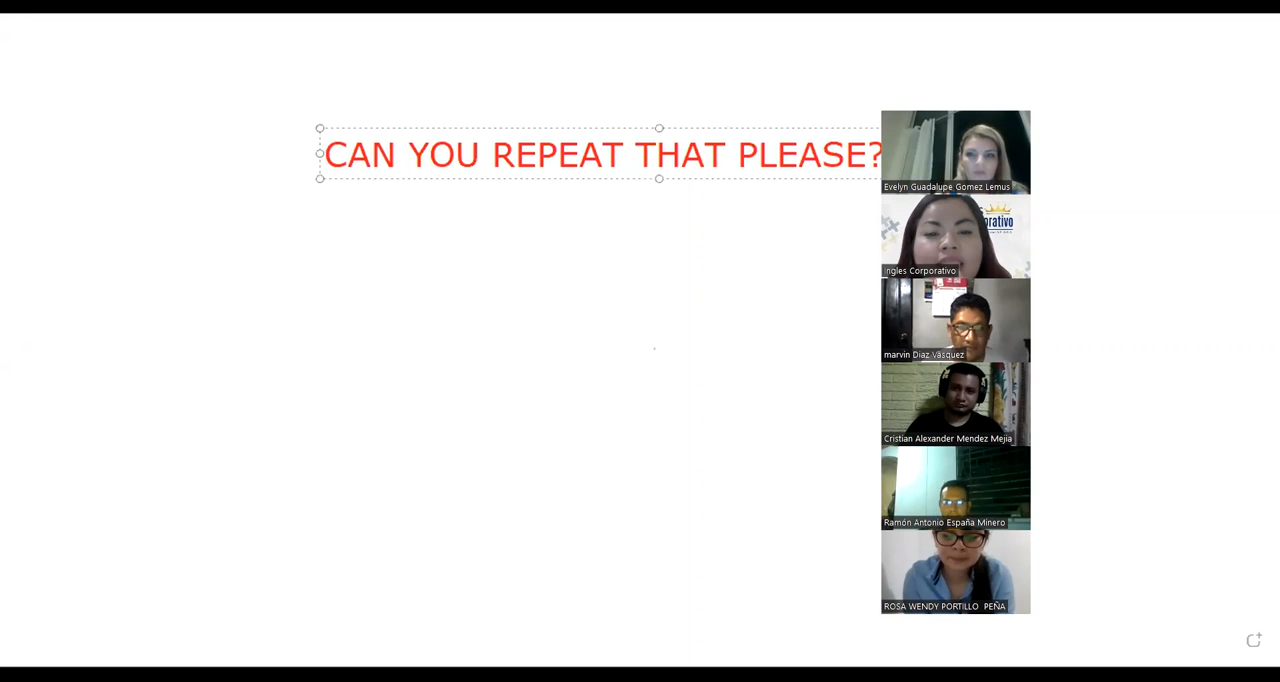 CAN YOU REPEAT THAT PLEASE?
Evelyn Guadalupe Gomez Lemus
Ingles Corporativo
marvin Diaz Vasquez
Cristian Alexander Mendez Mejia
Ramón Antonio España Minero
ROSA WENDY PORTILLO PEÑA